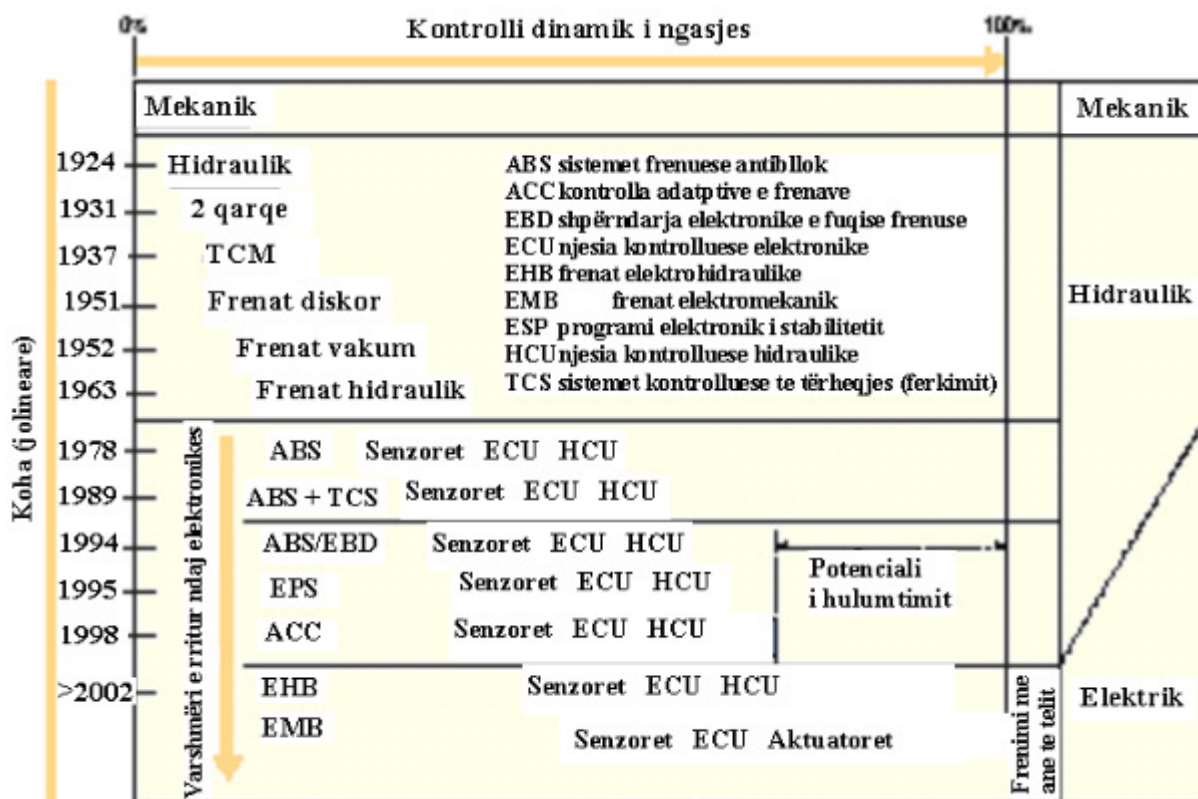 0%
Kontrolli dinamik i ngasjes
100%
Mekanik
Mekanik
Koha (jolineare)
1924
Hidraulik
1931
2 qarqe
1937
TCM
1951
Frenat diskor
1952
Frenat vakum
1963
Frenat hidraulik
ABS sistemet frenuese antibllok
ACC kontrolla adatptive e frenave
EBD shpërndarja elektronike e fuqise frenuse
ECU njesia kontrolluese elektronike
EHB frenat elektrohidraulike
EMB frenat elektromekanik
ESP programi elektronik i stabilitetit
HCU njesia kontrolluese hidraulike
TCS sistemet kontrolluese te tërheqjes (ferkimit)
Hidraulik
Varshmëri e rritur ndaj elektronikes
1978
ABS Senzoret ECU HCU
1989
ABS + TCS Senzoret ECU HCU
1994
ABS/EBD Senzoret ECU HCU
1995
EPS Senzoret ECU HCU
1998
ACC Senzoret ECU HCU
Potenciali
i hulumtimit
>2002
EHB Senzoret ECU HCU
EMB Senzoret ECU Aktuatoret
Frenimi me
ane te telit
Elektrik